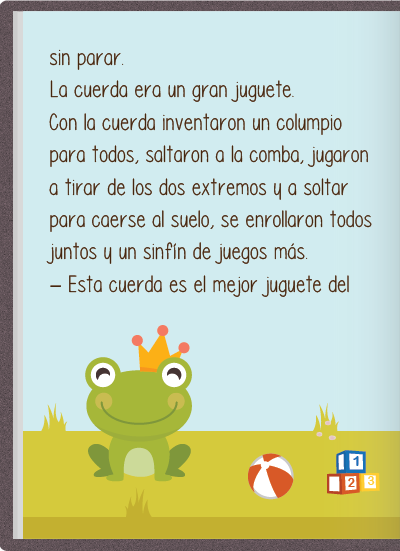 sin parar.
La cuerda era un gran juguete.
Con la cuerda inventaron un columpio
para todos, saltaron a la comba, jugaron
a tirar de los dos extremos y a soltar
para caerse al suelo, se enrollaron todos
juntos y un sinfín de juegos más.
– Esta cuerda es el mejor juguete del
1
2
3